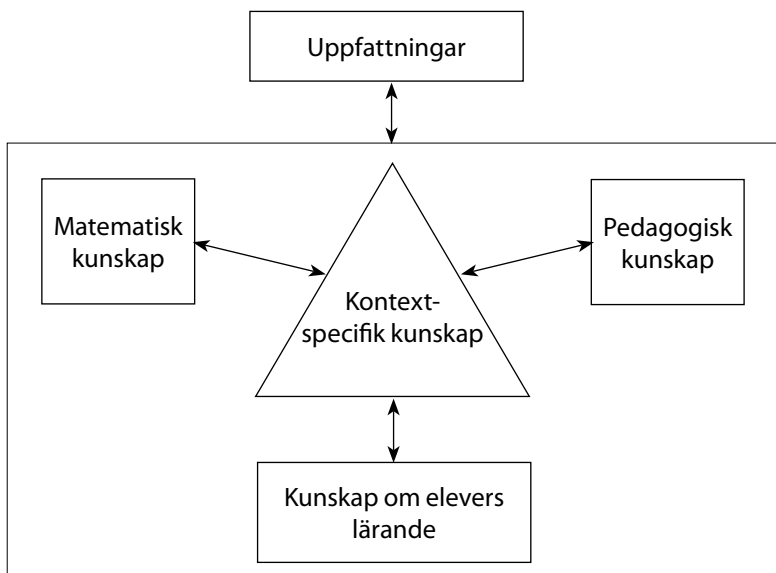 Uppfattningar
Matematisk
kunskap
Pedagogisk
kunskap
Kontext-
specifik kunskap
Kunskap om elevers
lärande